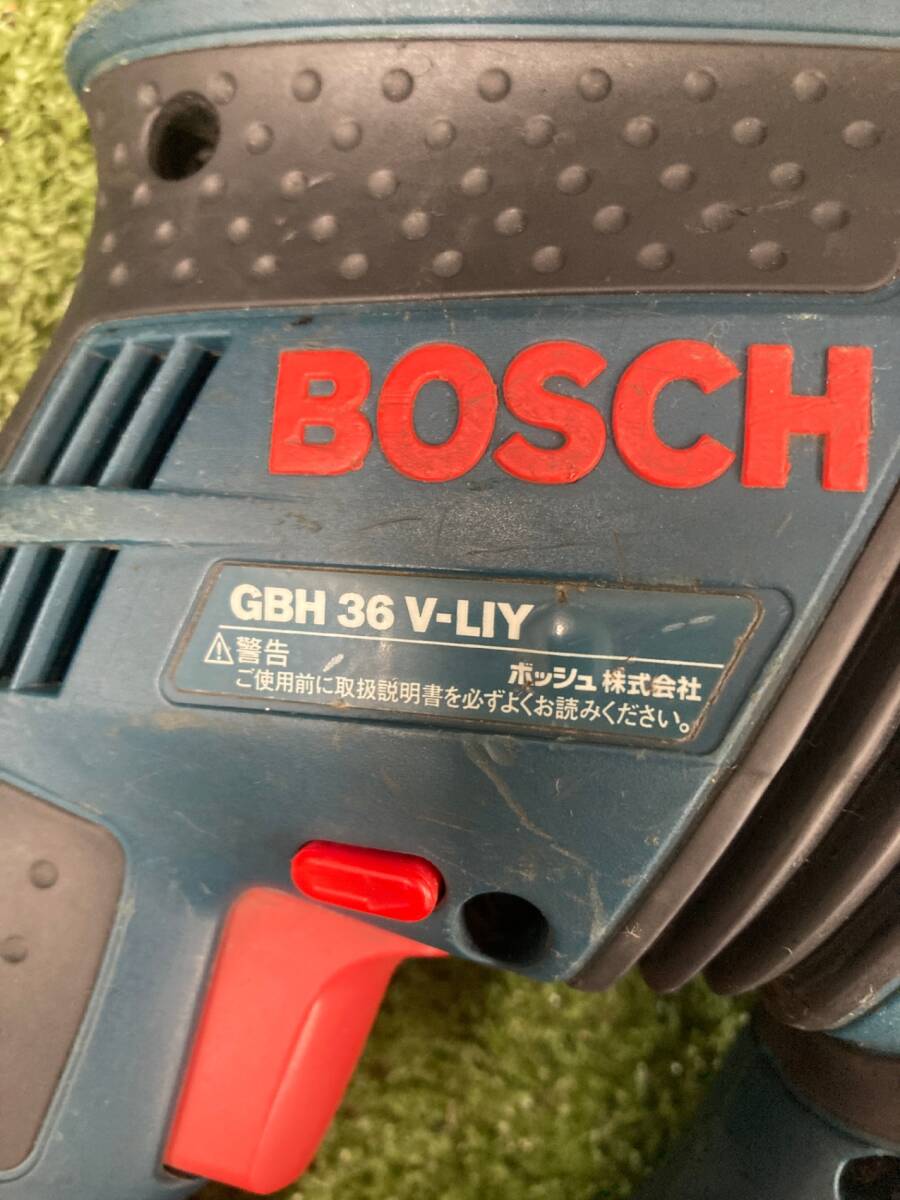 BOSCH
GBH 36 V-LIY
⚠警告
ボッシュ株式会社
ご使用前に取扱説明書を必ずよくお読みください。